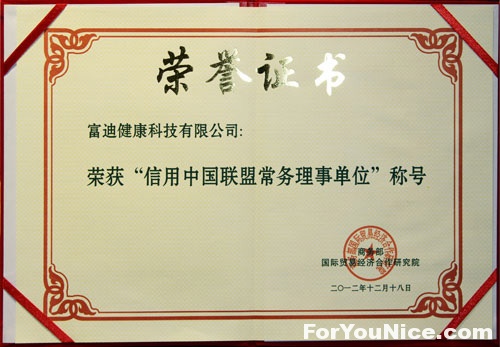 荣誉证书
富迪健康科技有限公司:
荣获“信用中国联盟常务理事单位”称号
商务部
国际贸易经济合作研究院
二〇一二年十二月十八日
ForYouNice.com